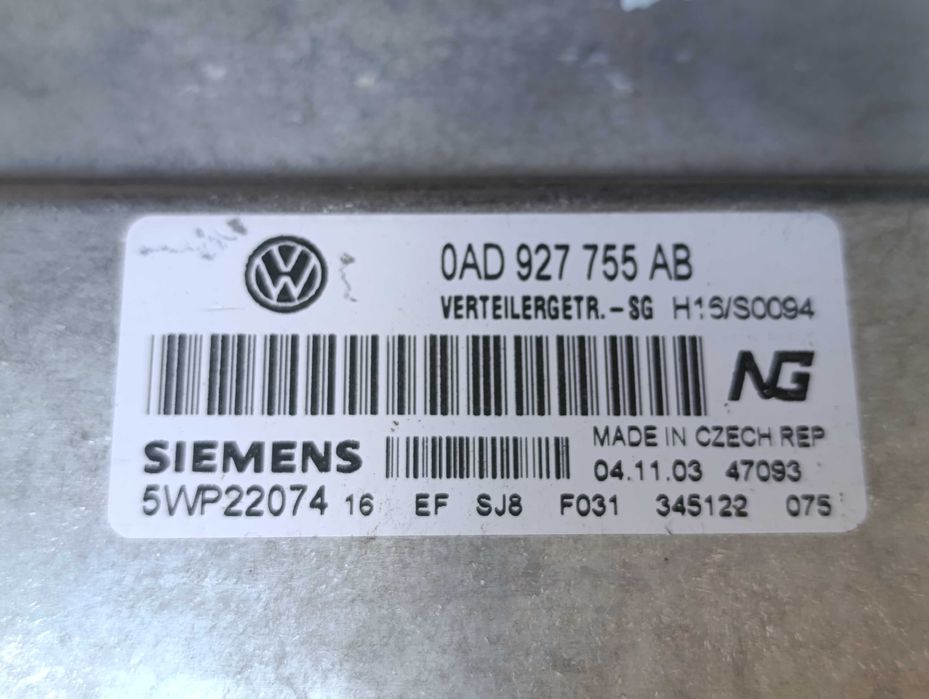 0AD 927 755 AB
VERTEILERGETR.-SG H16/S0094
NG
SIEMENS
MADE IN CZECH REP
04.11.03 47093
5WP22074 16 EF SJ8 F031 345122 075